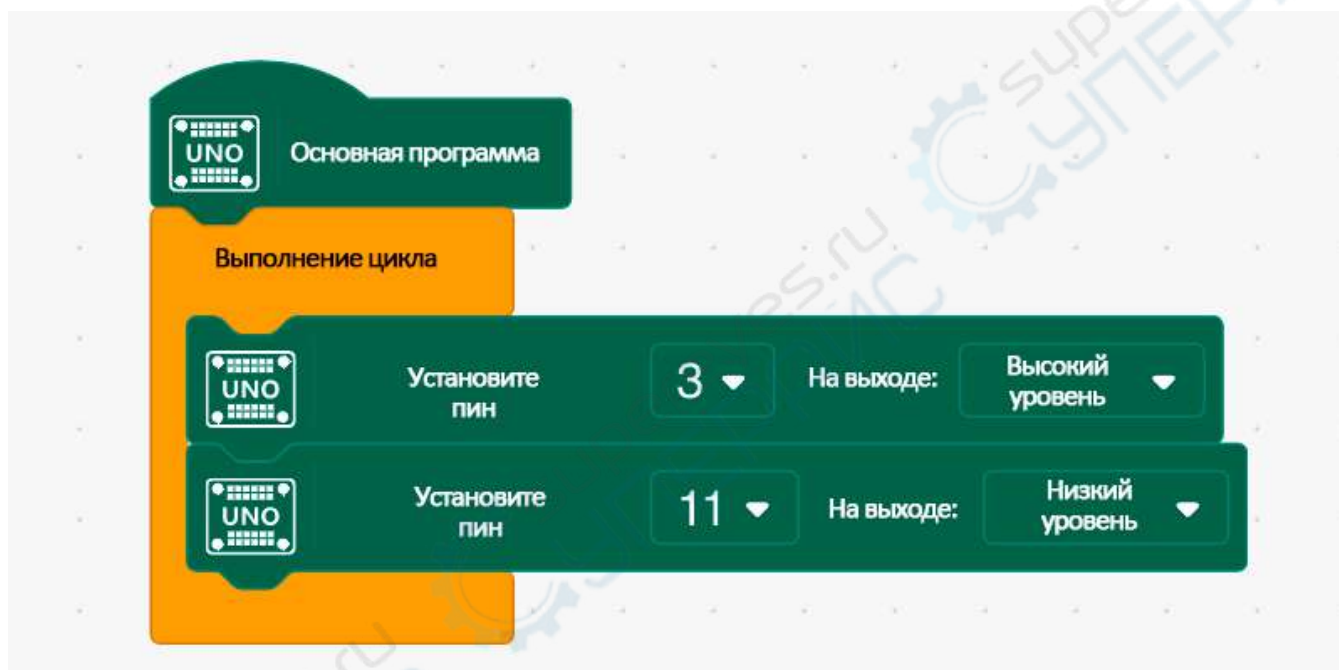 UNO Основная программа
Выполнение цикла
UNO Установите пин 3 На выходе: Высокий уровень
UNO Установите пин 11 На выходе: Низкий уровень